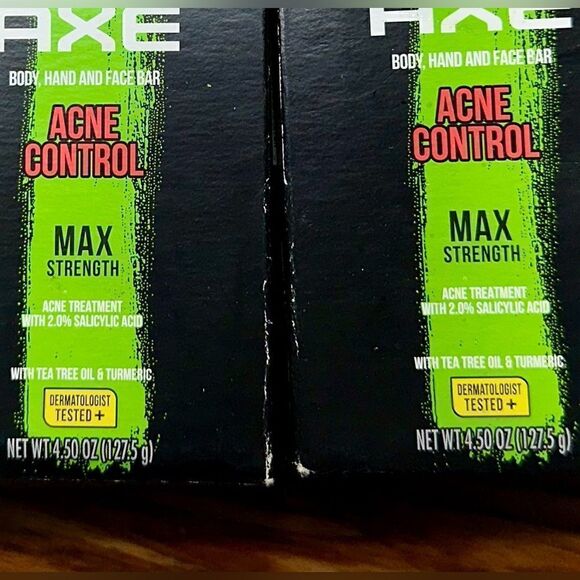 AXE
BODY, HAND AND FACE BAR
ACNE
CONTROL
MAX
STRENGTH
ACNE TREATMENT
WITH 2.0% SALICYLIC ACID
WITH TEA TREE OIL & TURMERIC
DERMATOLOGIST
TESTED +
NET WT 4.50 OZ (127.5 g)
AXE
BODY, HAND AND FACE BAR
ACNE
CONTROL
MAX
STRENGTH
ACNE TREATMENT
WITH 2.0% SALICYLIC ACID
WITH TEA TREE OIL & TURMERIC
DERMATOLOGIST
TESTED +
NET WT 4.50 OZ (127.5 g)